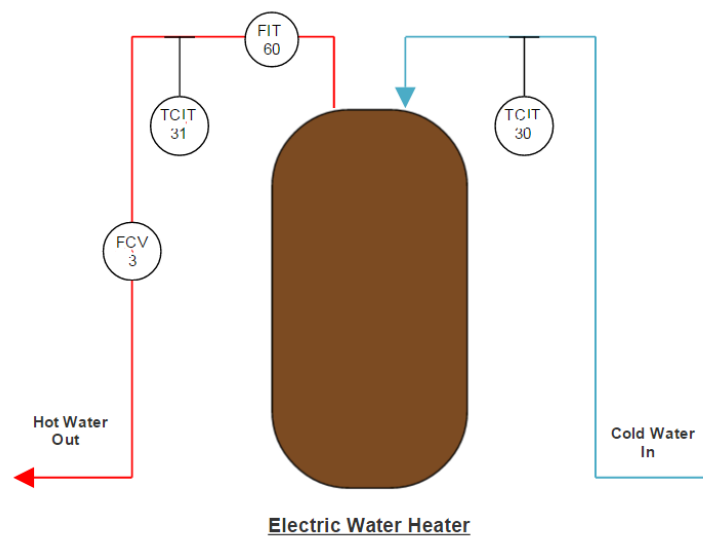 FIT
60
TCIT
31
TCIT
30
FCV
3
Hot Water
Out
Cold Water
In
Electric Water Heater